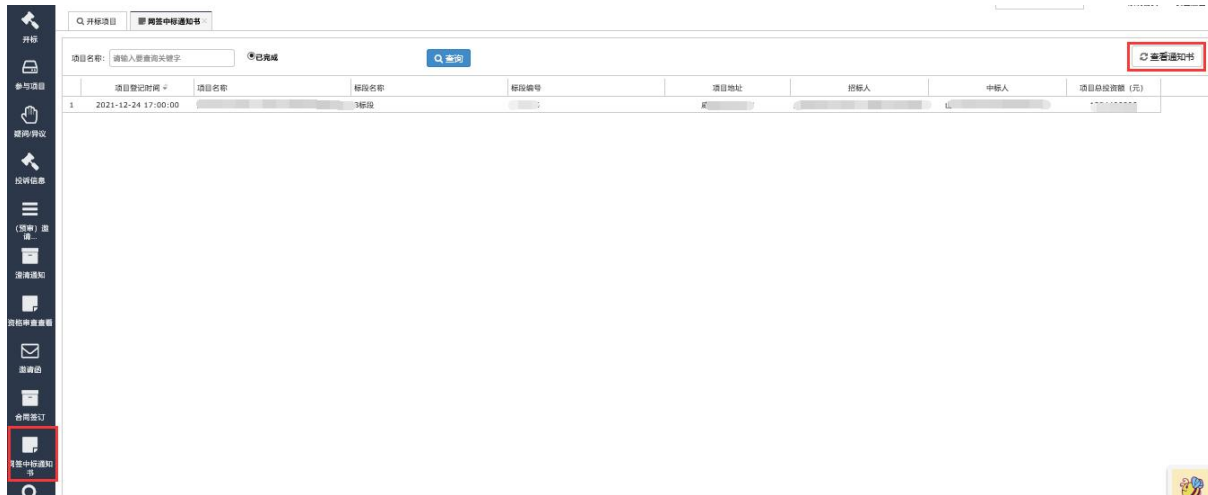 开标项目
网签中标通知书
开标
参与项目
疑问/异议
投诉信息
(预审) 邀
请...
澄清通知
资格审查查看
邀请函
合同签订
网签中标通知
书
项目名称:
请输入要查询关键字
已完成
查询
查看通知书
项目登记时间 项目名称 标段名称 标段编号 项目地址 招标人 中标人 项目总投资额 (元)
1 2021-12-24 17:00:00 3标段